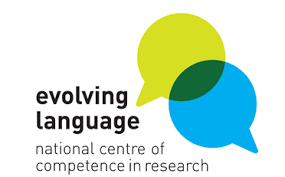 evolving
language
national centre of
competence in research